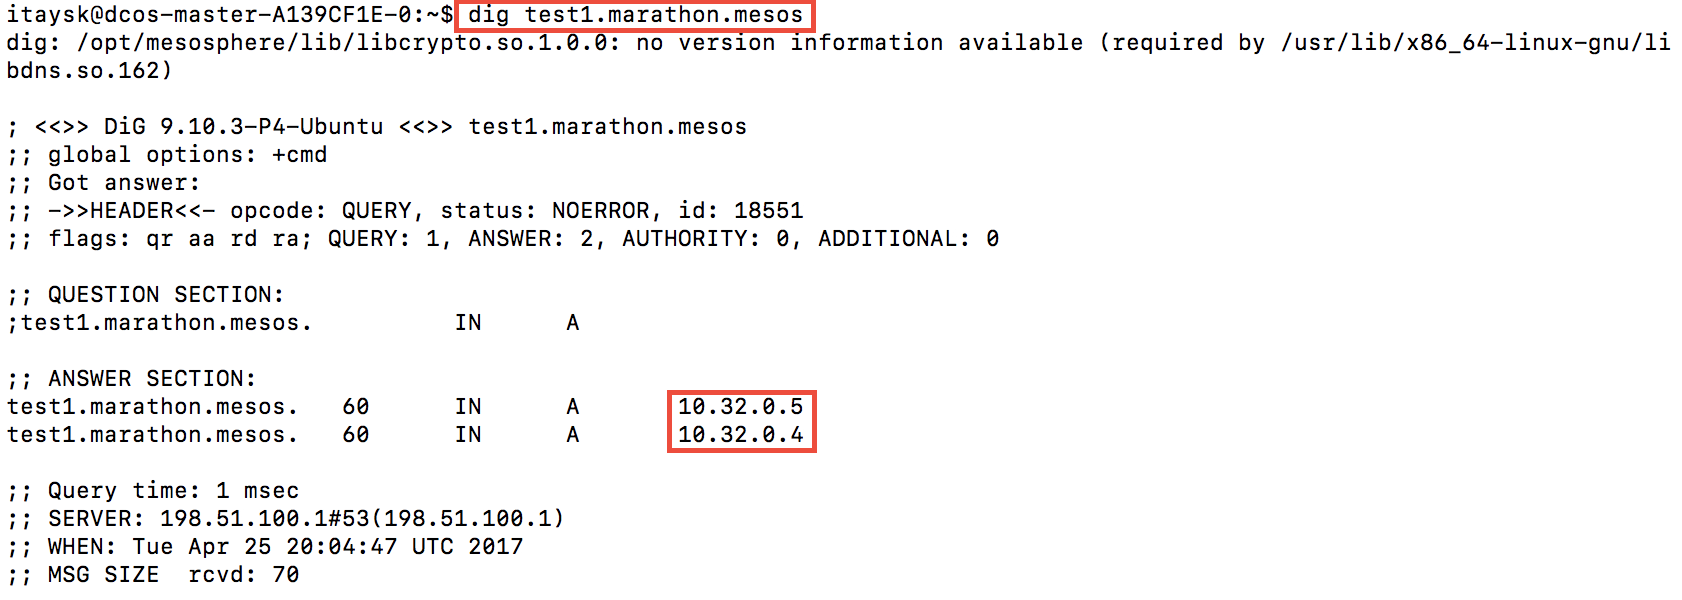 itaysk@dcos-master-A139CF1E-0:~$ dig test1.marathon.mesos
dig: /opt/mesosphere/lib/libcrypto.so.1.0.0: no version information available (required by /usr/lib/x86_64-linux-gnu/li
bdns.so.162)
; <<>> DiG 9.10.3-P4-Ubuntu <<>> test1.marathon.mesos
;; global options: +cmd
;; Got answer:
;; ->>HEADER<<- opcode: QUERY, status: NOERROR, id: 18551
;; flags: qr aa rd ra; QUERY: 1, ANSWER: 2, AUTHORITY: 0, ADDITIONAL: 0
;; QUESTION SECTION:
;test1.marathon.mesos. IN A
;; ANSWER SECTION:
test1.marathon.mesos. 60 IN A 10.32.0.5
test1.marathon.mesos. 60 IN A 10.32.0.4
;; Query time: 1 msec
;; SERVER: 198.51.100.1#53(198.51.100.1)
;; WHEN: Tue Apr 25 20:04:47 UTC 2017
;; MSG SIZE rcvd: 70